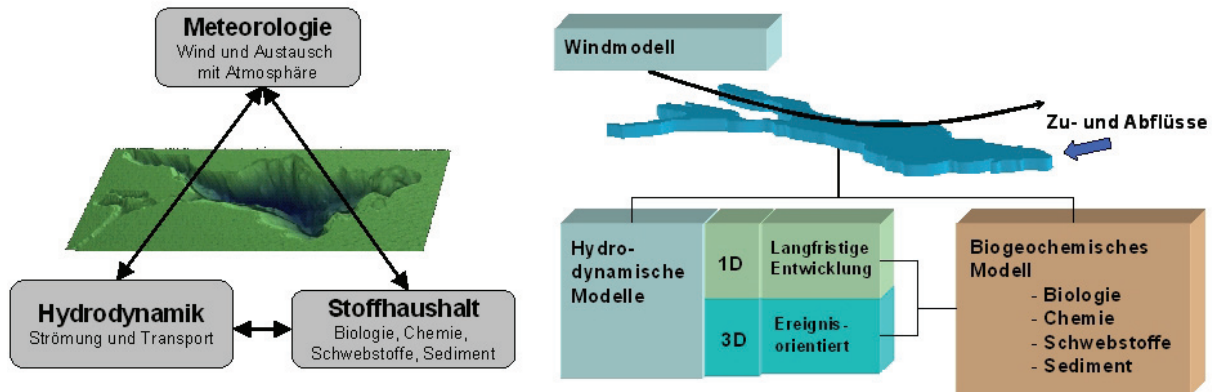 Meteorologie
Wind und Austausch
mit Atmosphäre
Hydrodynamik
Strömung und Transport
Stoffhaushalt
Biologie, Chemie,
Schwebstoffe, Sediment
Windmodell
Zu- und Abflüsse
Hydro-
dynamische
Modelle
1D
Langfristige
Entwicklung
3D
Ereignis-
orientiert
Biogeochemisches
Modell
- Biologie
- Chemie
- Schwebstoffe
- Sediment